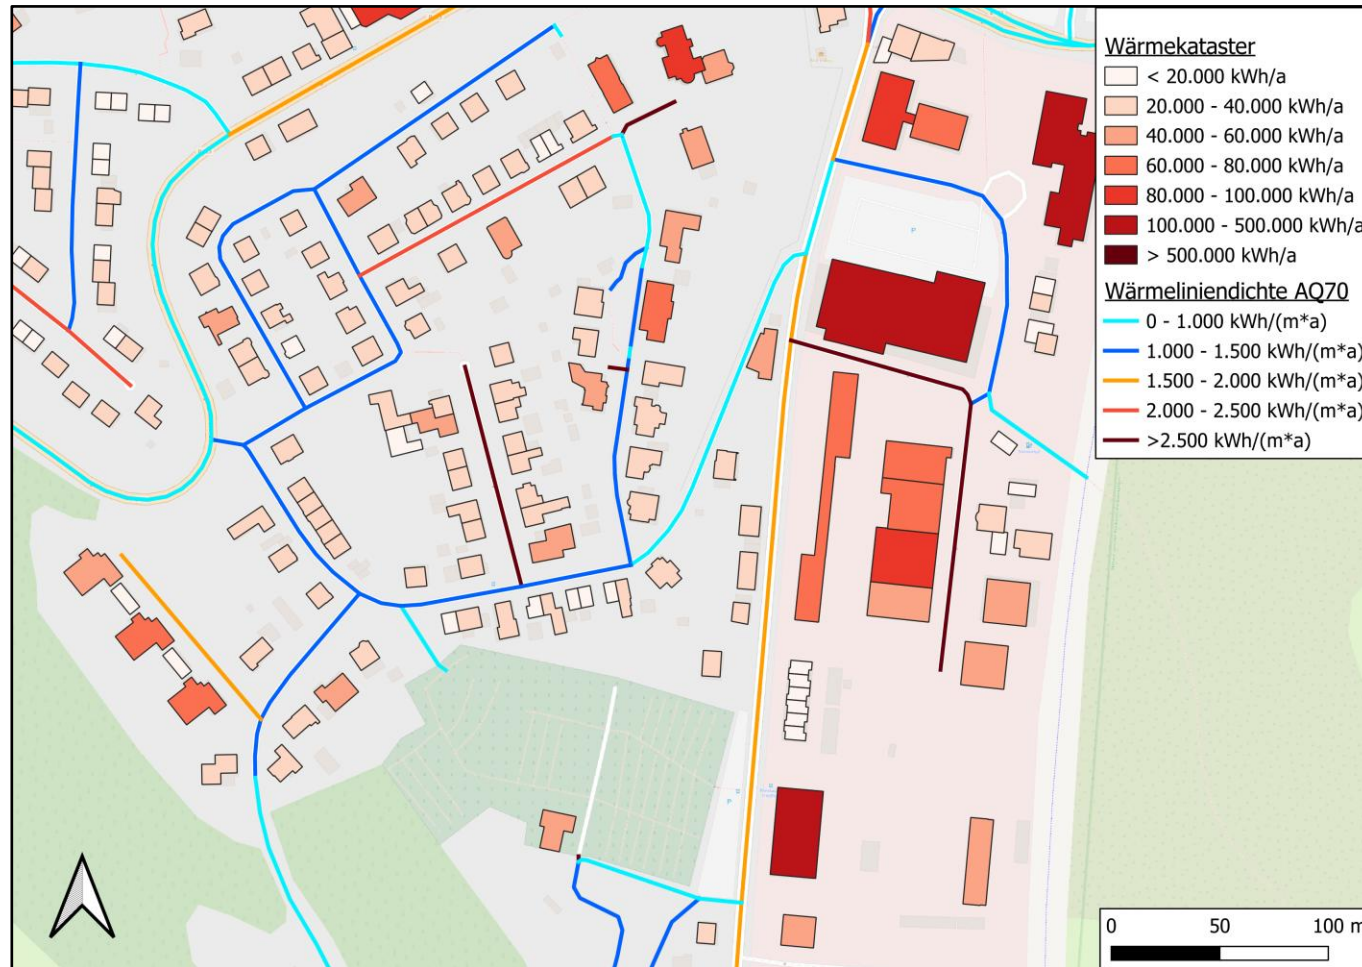 Wärmekataster
< 20.000 kWh/a
20.000 - 40.000 kWh/a
40.000 - 60.000 kWh/a
60.000 - 80.000 kWh/a
80.000 - 100.000 kWh/a
100.000 - 500.000 kWh/a
> 500.000 kWh/a
Wärmeliniendichte AQ70
0 - 1.000 kWh/(m*a)
1.000 - 1.500 kWh/(m*a)
1.500 - 2.000 kWh/(m*a)
2.000 - 2.500 kWh/(m*a)
>2.500 kWh/(m*a)
P
P
0 50 100 m